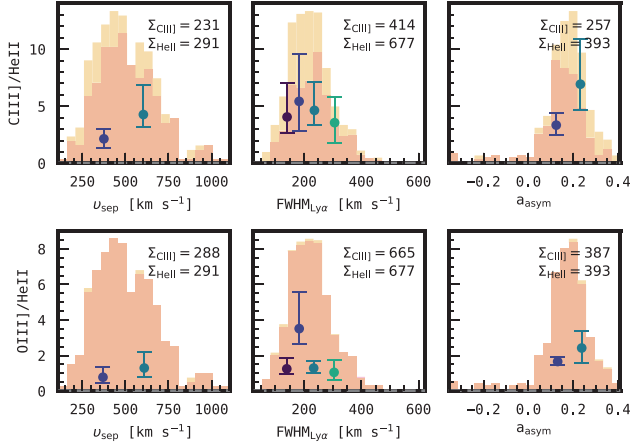 CIII]/HeII
10
5
0
Σ_CIII] = 231
Σ_HeII = 291
250 500 750 1000
υ_sep [km s⁻¹]
Σ_CIII] = 414
Σ_HeII = 677
200 400 600
FWHM_Lyα [km s⁻¹]
Σ_CIII] = 257
Σ_HeII = 393
−0.2 0.0 0.2 0.4
a_asym
OIII]/HeII
8
6
4
2
0
Σ_CIII] = 288
Σ_HeII = 291
250 500 750 1000
υ_sep [km s⁻¹]
Σ_CIII] = 665
Σ_HeII = 677
200 400 600
FWHM_Lyα [km s⁻¹]
Σ_CIII] = 387
Σ_HeII = 393
−0.2 0.0 0.2 0.4
a_asym